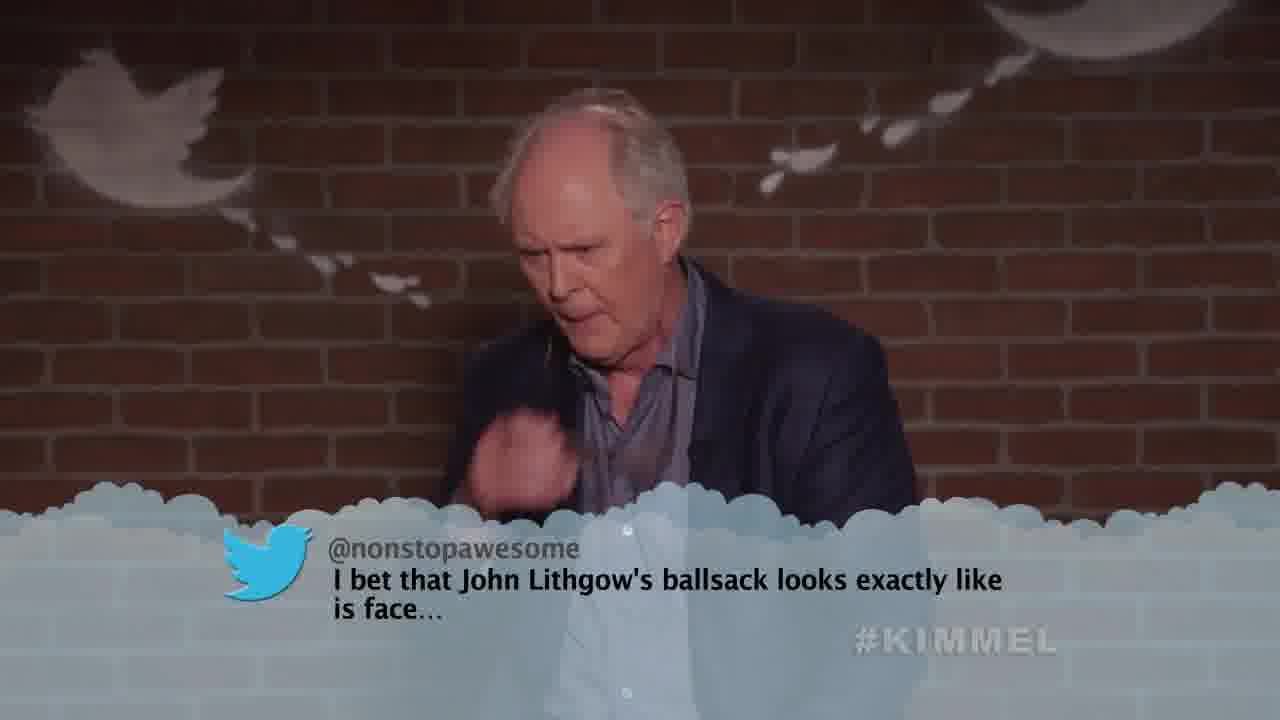 @nonstopawesome
I bet that John Lithgow's ballsack looks exactly like
is face...
#KIMMEL